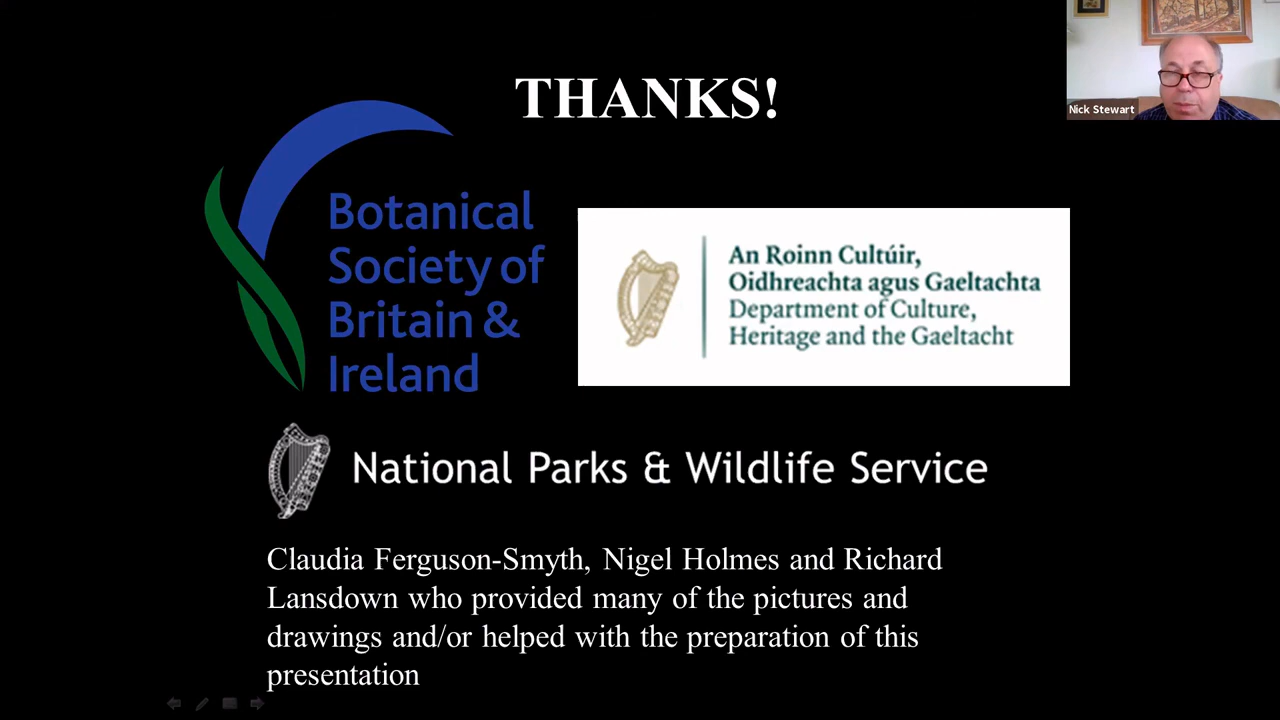 THANKS!
Nick Stewart
Botanical
Society of
Britain &
Ireland
An Roinn Cultúir,
Oidhreachta agus Gaeltachta
Department of Culture,
Heritage and the Gaeltacht
National Parks & Wildlife Service
Claudia Ferguson-Smyth, Nigel Holmes and Richard
Lansdown who provided many of the pictures and
drawings and/or helped with the preparation of this
presentation